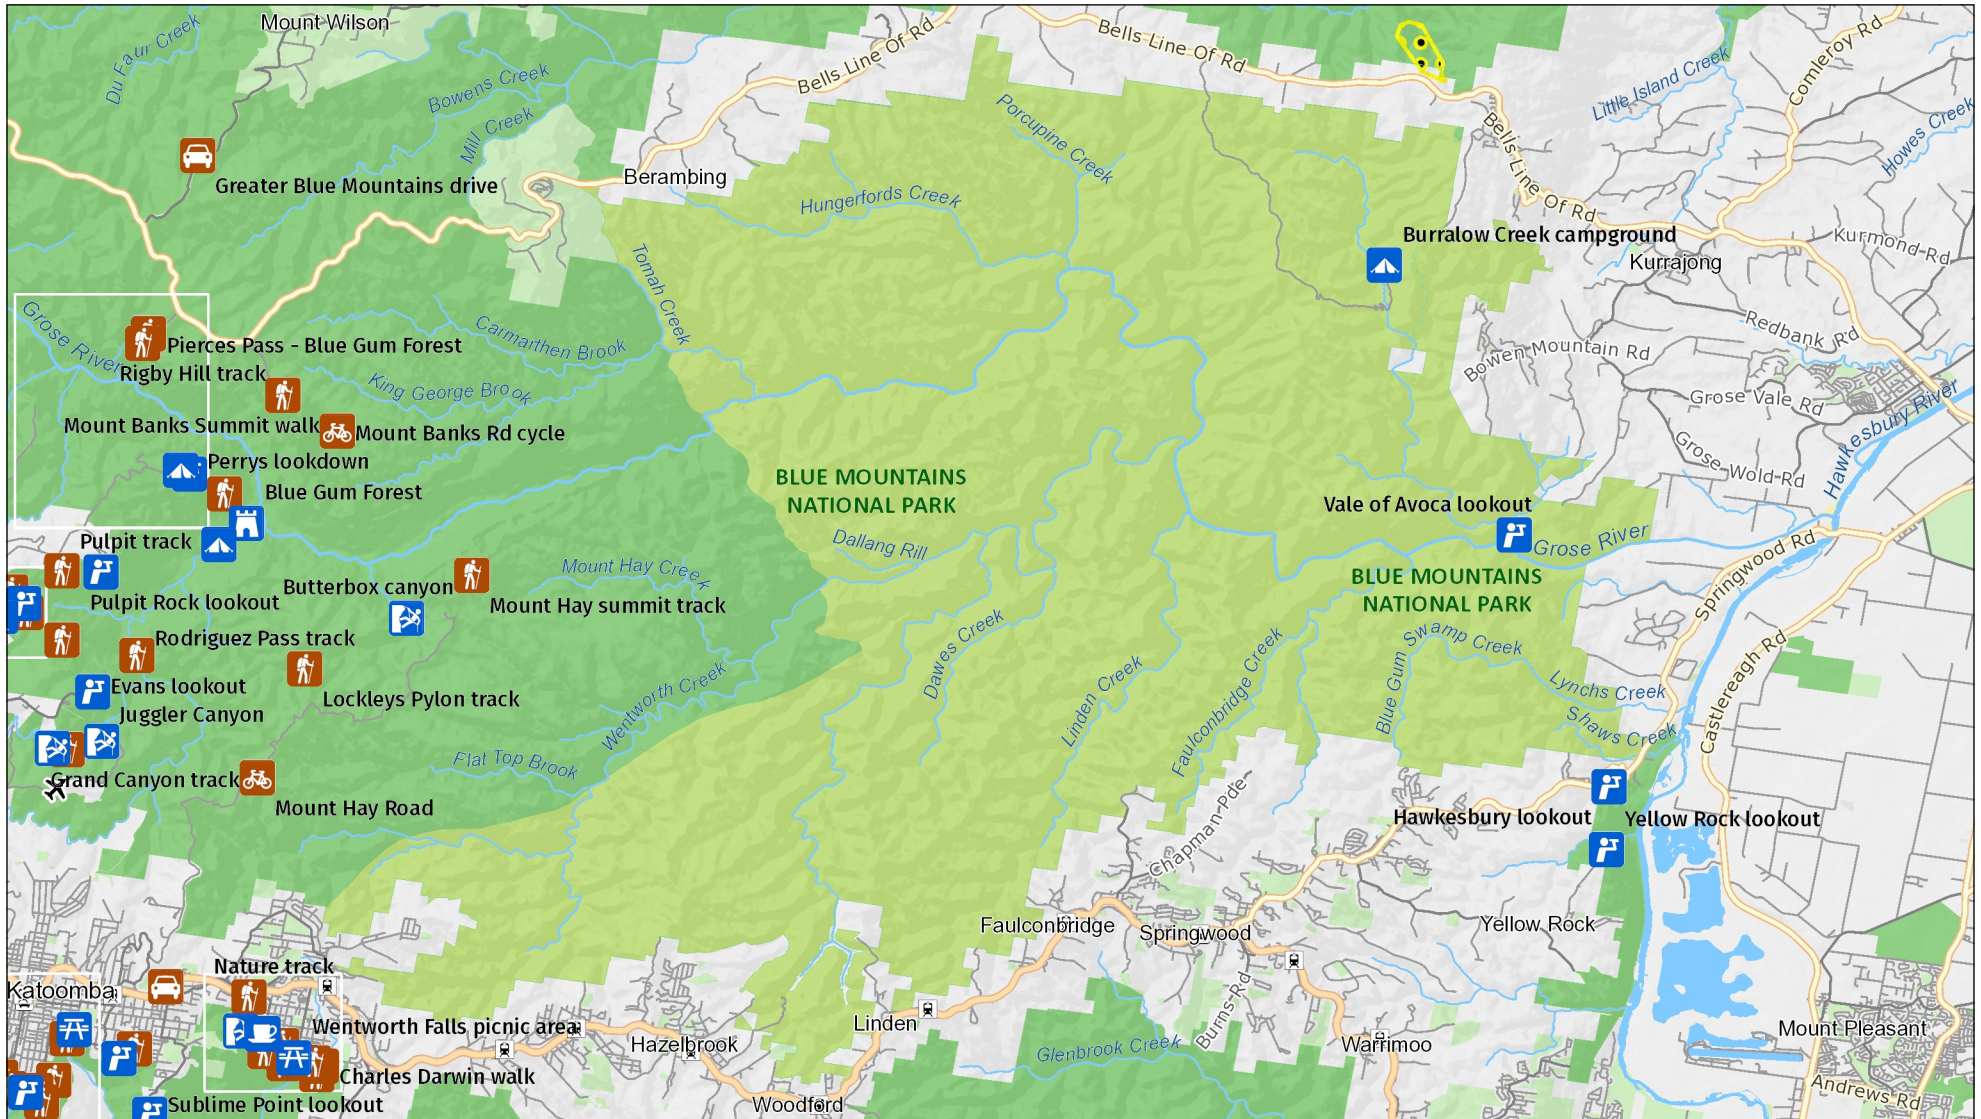 Mount Wilson
Du Faur Creek
Bowens Creek
Mill Creek
Bells Line Of Rd
Bells Line Of Rd
Porcupine Creek
Little Island Creek
Comleroy Rd
Howes Creek
Greater Blue Mountains drive
Berambing
Hungerfords Creek
Bells Line Of Rd
Burralow Creek campground
Kurrajong
Kurmond Rd
Tomah Creek
Grose River
Carmarthen Brook
Pierces Pass - Blue Gum Forest
Rigby Hill track
King George Brook
Redbank Rd
Bowen Mountain Rd
Grose Vale Rd
Hawkesbury River
Mount Banks Summit walk
Mount Banks Rd cycle
Perrys lookdown
Blue Gum Forest
BLUE MOUNTAINS
NATIONAL PARK
Grose Wold Rd
Vale of Avoca lookout
Pulpit track
Dallang Rill
Grose River
Springwood Rd
Mount Hay Creek
BLUE MOUNTAINS
NATIONAL PARK
Butterbox canyon
Pulpit Rock lookout
Mount Hay summit track
Rodriguez Pass track
Dawes Creek
Linden Creek
Faulconbridge Creek
Blue Gum Swamp Creek
Castlereagh Rd
Evans lookout
Lockleys Pylon track
Juggler Canyon
Wentworth Creek
Lynchs Creek
Shaws Creek
Flat Top Brook
Grand Canyon track
Mount Hay Road
Chapman Pde
Hawkesbury lookout
Yellow Rock lookout
Faulconbridge
Springwood
Yellow Rock
Nature track
Katoomba
Burns Rd
Wentworth Falls picnic area
Linden
Hazelbrook
Glenbrook Creek
Warrimoo
Mount Pleasant
Charles Darwin walk
Andrews Rd
Sublime Point lookout
Woodford